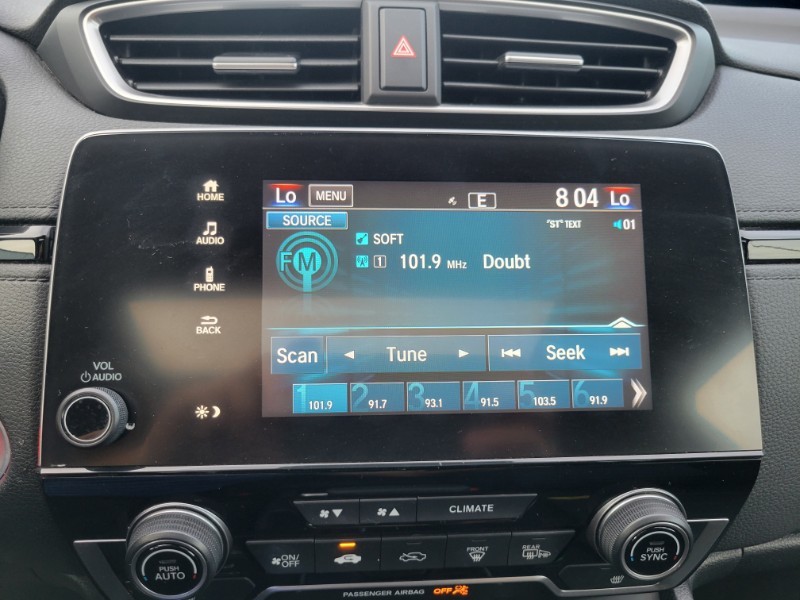 HOME
AUDIO
PHONE
BACK
VOL
AUDIO
Lo MENU E 8 04 Lo
SOURCE "ST" TEXT 01
FM SOFT
1 101.9 MHz Doubt
Scan Tune Seek
1 101.9 2 91.7 3 93.1 4 91.5 5 103.5 6 91.9
CLIMATE
PUSH AUTO
ON/OFF
FRONT
REAR
PUSH SYNC
PASSENGER AIRBAG OFF